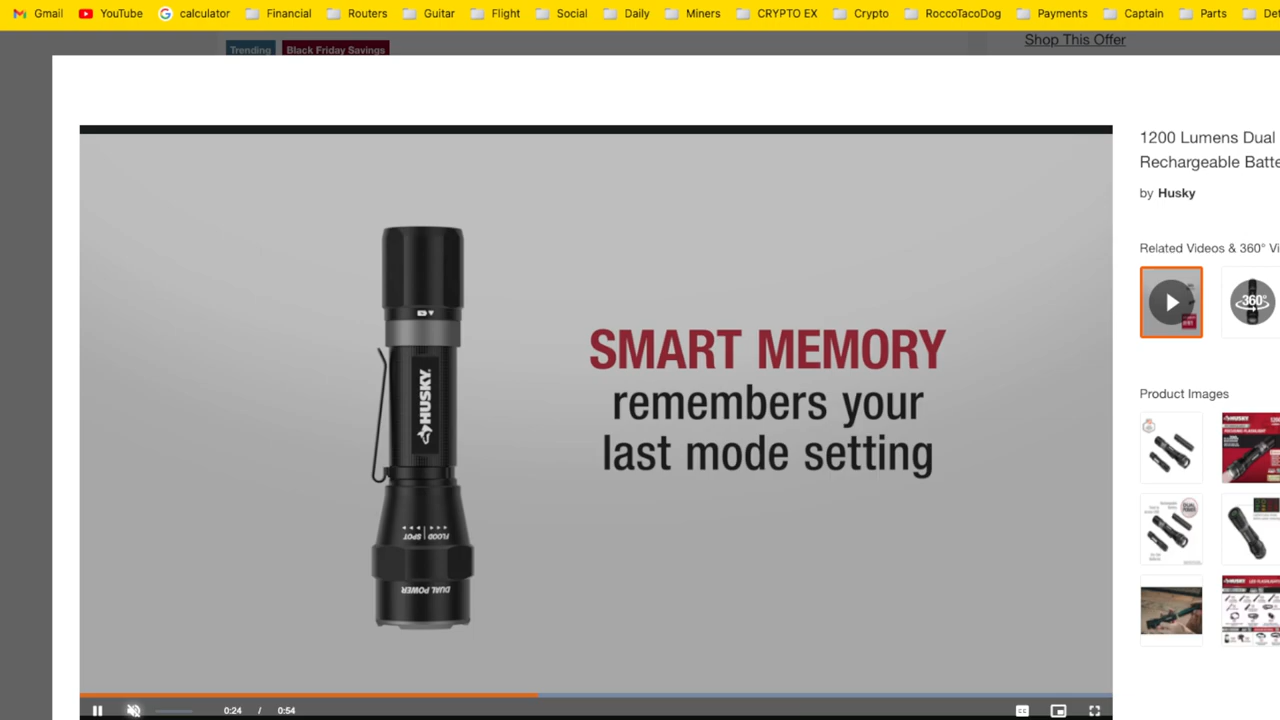 Gmail YouTube calculator Financial Routers Guitar Flight Social Daily Miners CRYPTO EX Crypto RoccoTacoDog Payments Captain Parts
Trending Black Friday Savings
Shop This Offer
1200 Lumens Dual
Rechargeable Batte
by Husky
Related Videos & 360° Vi
360°
Product Images
HUSKY
FLOOD SPOT
DUAL POWER
SMART MEMORY
remembers your
last mode setting
0:24 / 0:54
CC